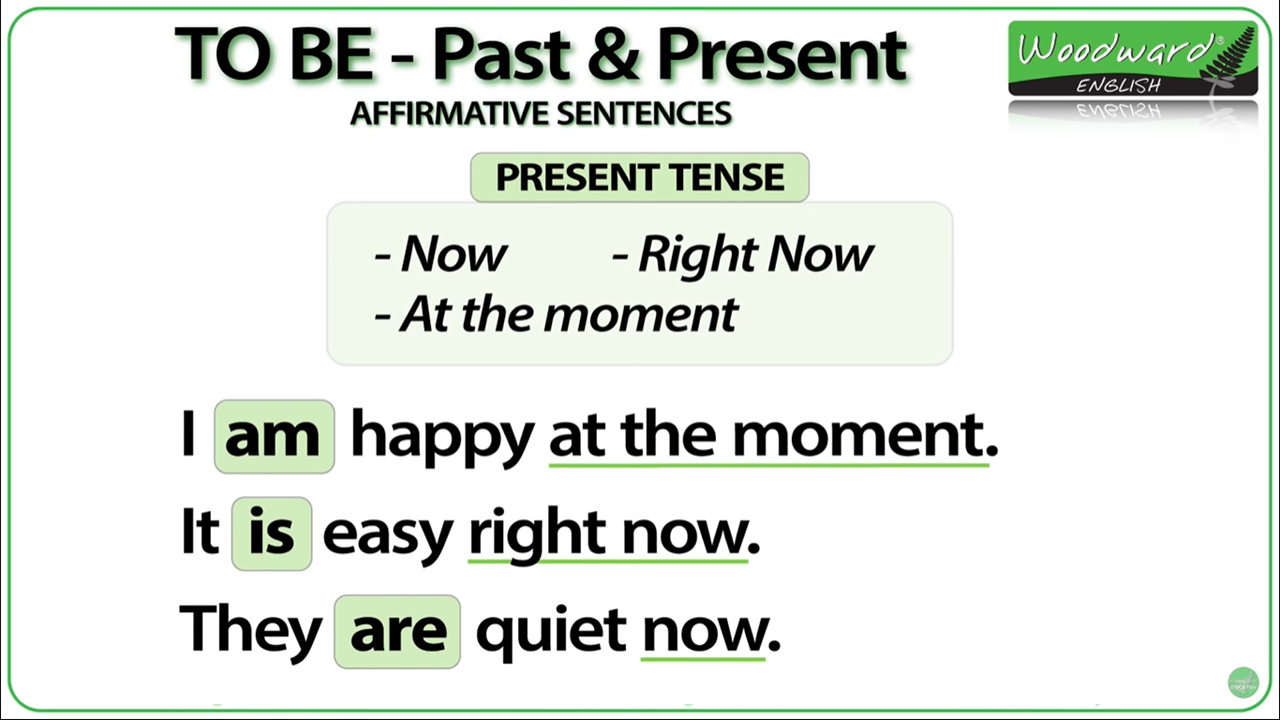 TO BE - Past & Present
AFFIRMATIVE SENTENCES
Woodward®
ENGLISH
PRESENT TENSE
- Now - Right Now
- At the moment
I am happy at the moment.
It is easy right now.
They are quiet now.